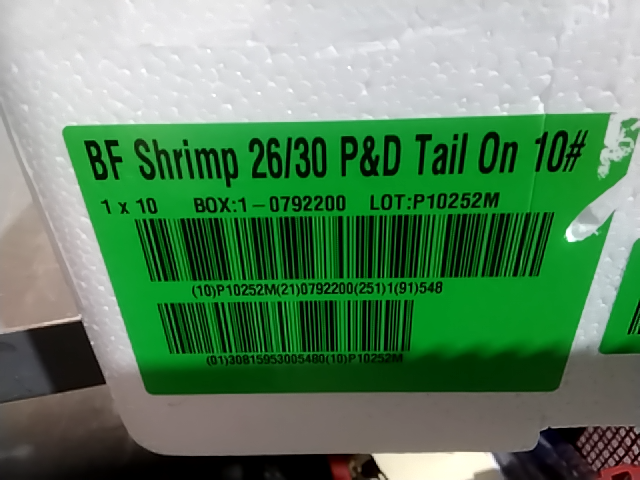 BF Shrimp 26/30 P&D Tail On 10#
1 x 10 BOX:1-0792200 LOT:P10252M
(10)P10252M(21)0792200(251)1(91)548
(01)30815953005480(10)P10252M